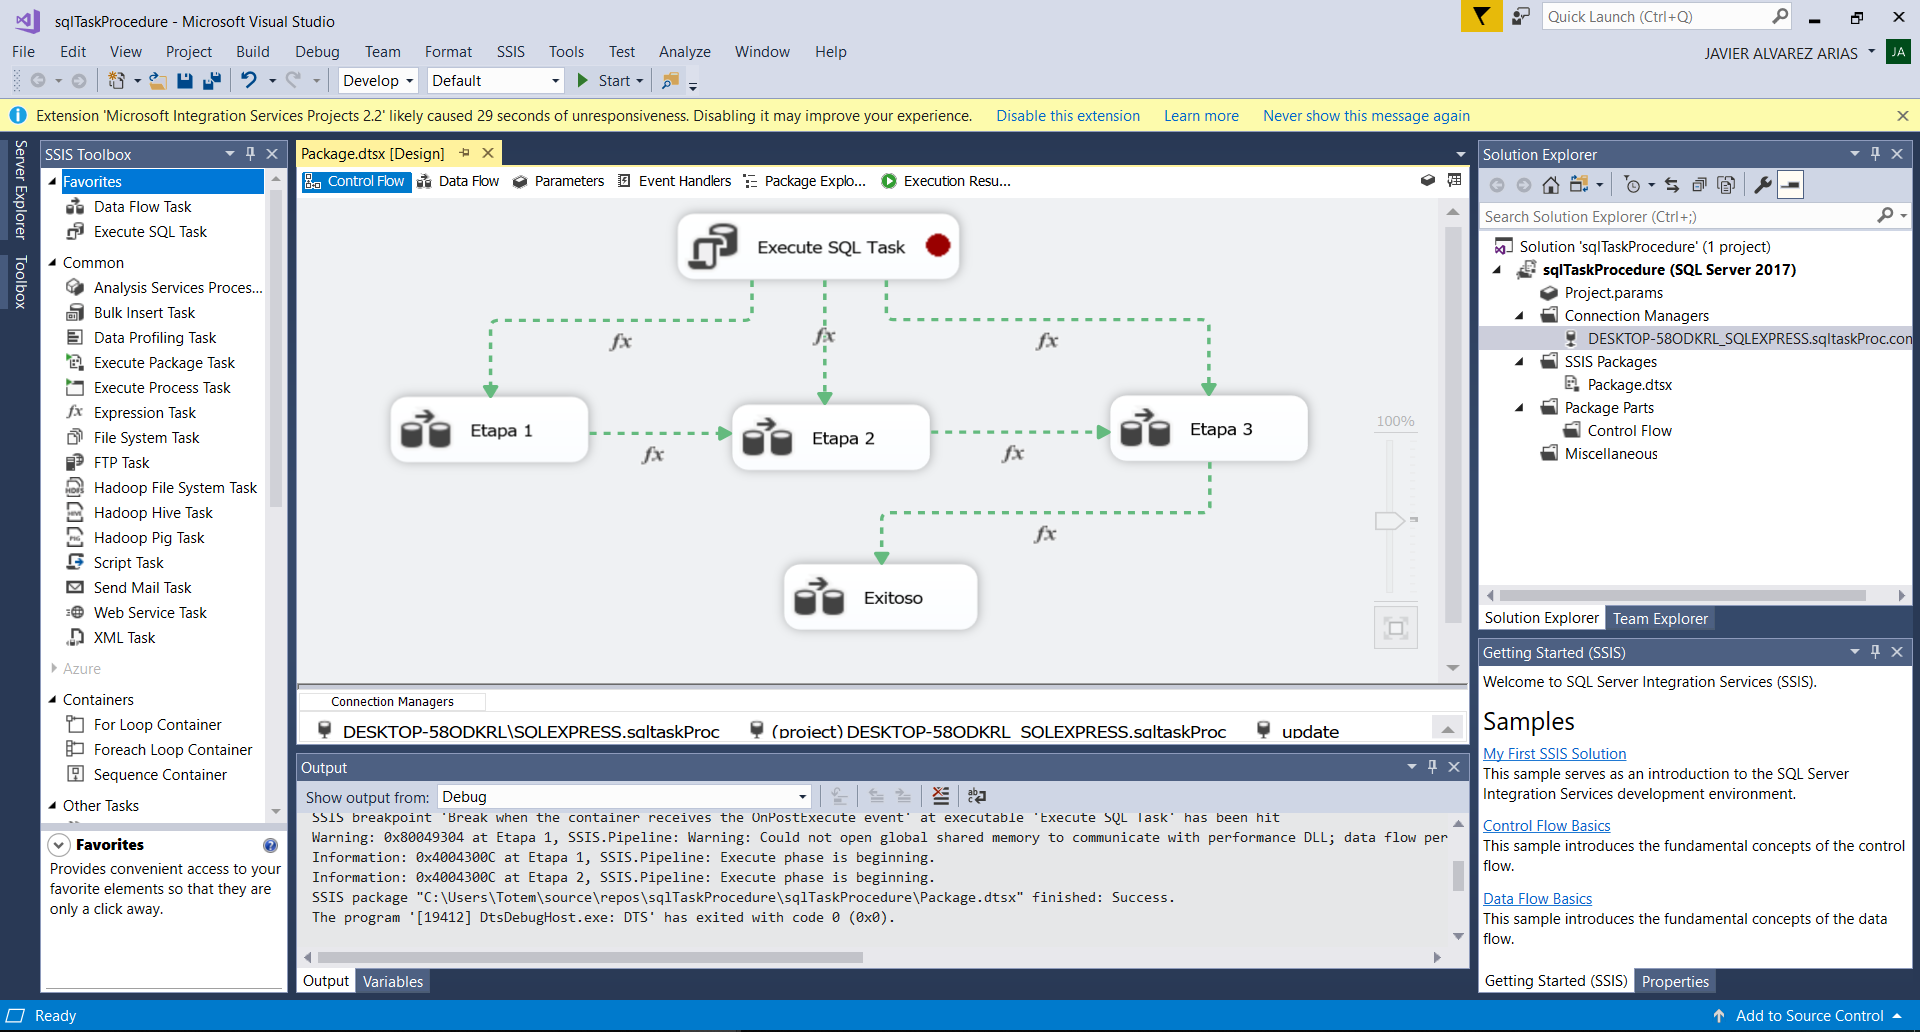 sqlTaskProcedure - Microsoft Visual Studio
Quick Launch (Ctrl+Q)
File Edit View Project Build Debug Team Format SSIS Tools Test Analyze Window Help
JAVIER ALVAREZ ARIAS JA
Develop Default Start
Extension 'Microsoft Integration Services Projects 2.2' likely caused 29 seconds of unresponsiveness. Disabling it may improve your experience. Disable this extension Learn more Never show this message again
Server Explorer
Toolbox
SSIS Toolbox
Favorites
Data Flow Task
Execute SQL Task
Common
Analysis Services Proces...
Bulk Insert Task
Data Profiling Task
Execute Package Task
Execute Process Task
fx Expression Task
File System Task
FTP Task
Hadoop File System Task
Hadoop Hive Task
Hadoop Pig Task
Script Task
Send Mail Task
Web Service Task
XML Task
Azure
Containers
For Loop Container
Foreach Loop Container
Sequence Container
Other Tasks
Favorites
Provides convenient access to your
favorite elements so that they are
only a click away.
Package.dtsx [Design]
Control Flow Data Flow Parameters Event Handlers Package Explo... Execution Resu...
Execute SQL Task
fx fx fx
Etapa 1
fx
Etapa 2
fx
Etapa 3
fx
Exitoso
100%
Connection Managers
DESKTOP-58ODKRL\SQLEXPRESS.sqltaskProc (project) DESKTOP-58ODKRL_SQLEXPRESS.sqltaskProc update
Output
Show output from: Debug
SSIS breakpoint 'Break when the container receives the OnPostExecute event' at executable 'Execute SQL Task' has been hit
Warning: 0x80049304 at Etapa 1, SSIS.Pipeline: Warning: Could not open global shared memory to communicate with performance DLL; data flow per
Information: 0x4004300C at Etapa 1, SSIS.Pipeline: Execute phase is beginning.
Information: 0x4004300C at Etapa 2, SSIS.Pipeline: Execute phase is beginning.
SSIS package "C:\Users\Totem\source\repos\sqlTaskProcedure\sqlTaskProcedure\Package.dtsx" finished: Success.
The program '[19412] DtsDebugHost.exe: DTS' has exited with code 0 (0x0).
Output Variables
Solution Explorer
Search Solution Explorer (Ctrl+;)
Solution 'sqlTaskProcedure' (1 project)
sqlTaskProcedure (SQL Server 2017)
Project.params
Connection Managers
DESKTOP-58ODKRL_SQLEXPRESS.sqltaskProc.con
SSIS Packages
Package.dtsx
Package Parts
Control Flow
Miscellaneous
Solution Explorer Team Explorer
Getting Started (SSIS)
Welcome to SQL Server Integration Services (SSIS).
Samples
My First SSIS Solution
This sample serves as an introduction to the SQL Server
Integration Services development environment.
Control Flow Basics
This sample introduces the fundamental concepts of the control
flow.
Data Flow Basics
This sample introduces the fundamental concepts of the data
flow.
Getting Started (SSIS) Properties
Ready
Add to Source Control